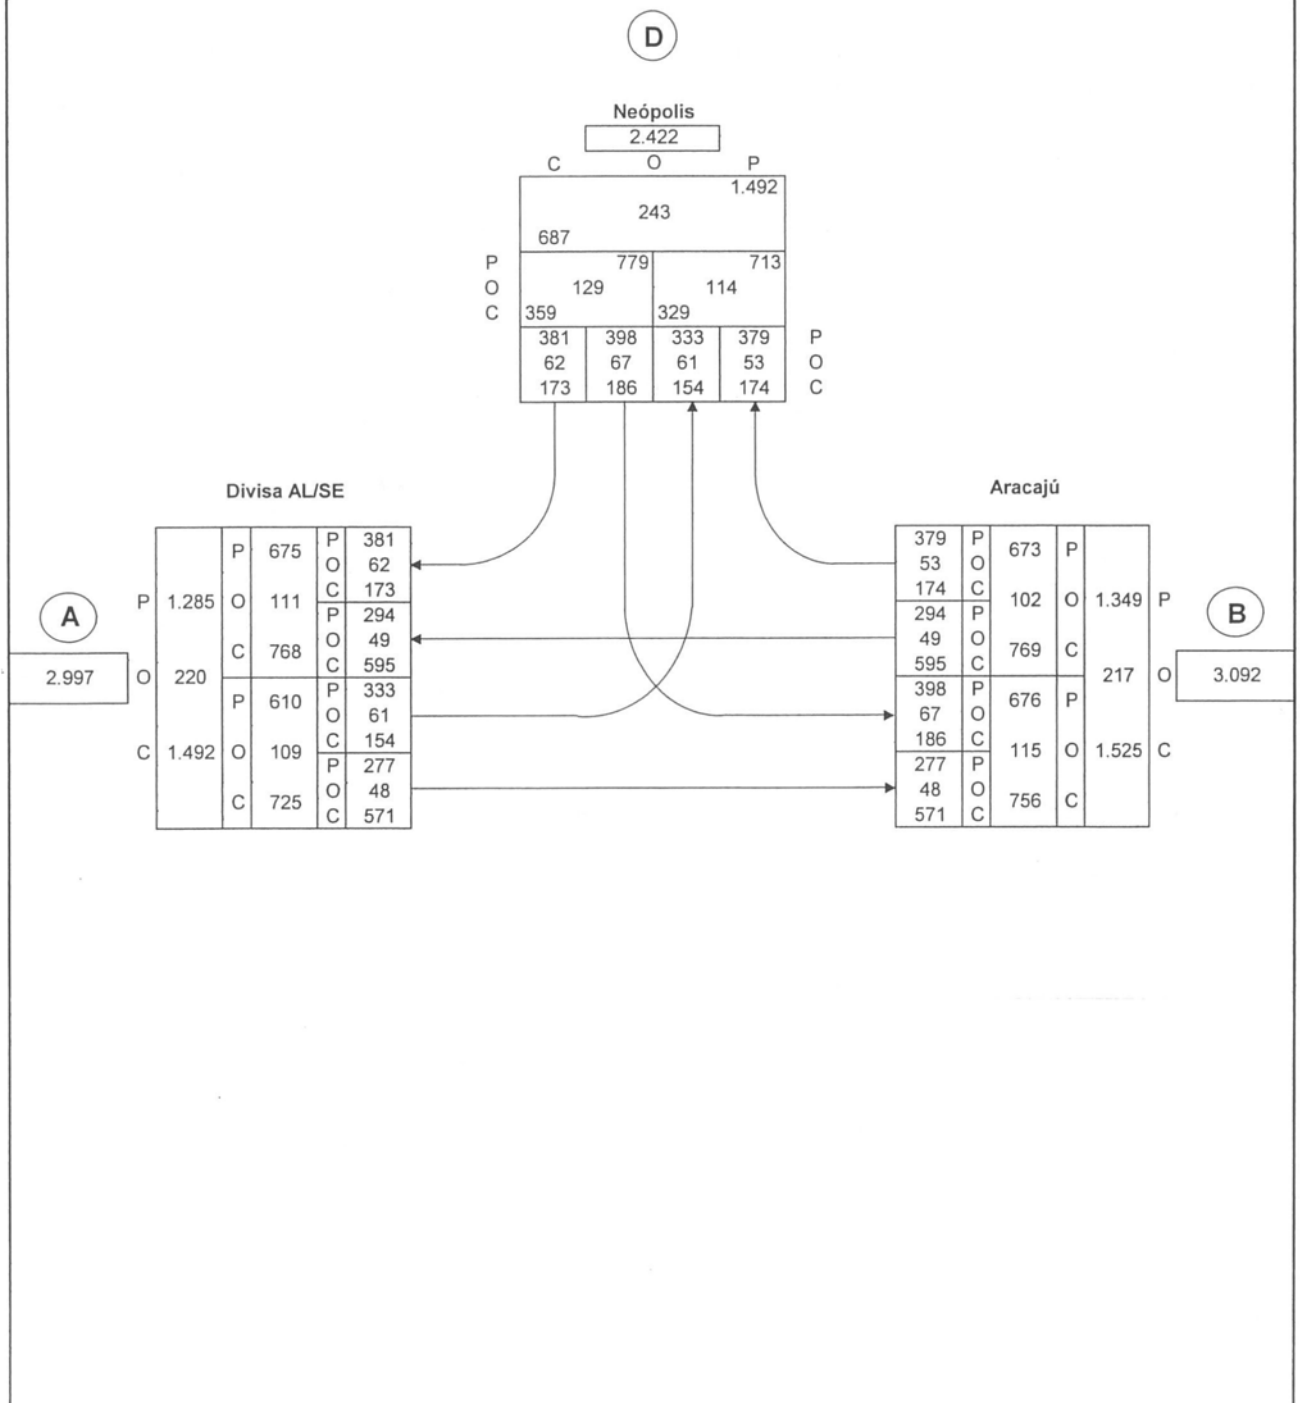 D
Neópolis
2.422
C O P
1.492
243
687
P 779 713
O 129 114
C 359 329
381 398 333 379 P
62 67 61 53 O
173 186 154 174 C
Divisa AL/SE
P 381
P 675 O 62
C 173
P 1.285 O 111 P 294
O 49
C 768 C 595
A
2.997
O 220
P 610 P 333
O 61
C 154
C 1.492 O 109 P 277
O 48
C 725 C 571
Aracajú
379 P
53 O 673 P
174 C
294 P 102 O 1.349 P
49 O
595 C 769 C
B
217 O
3.092
398 P 676 P
67 O
186 C
277 P 115 O 1.525 C
48 O
571 C 756 C